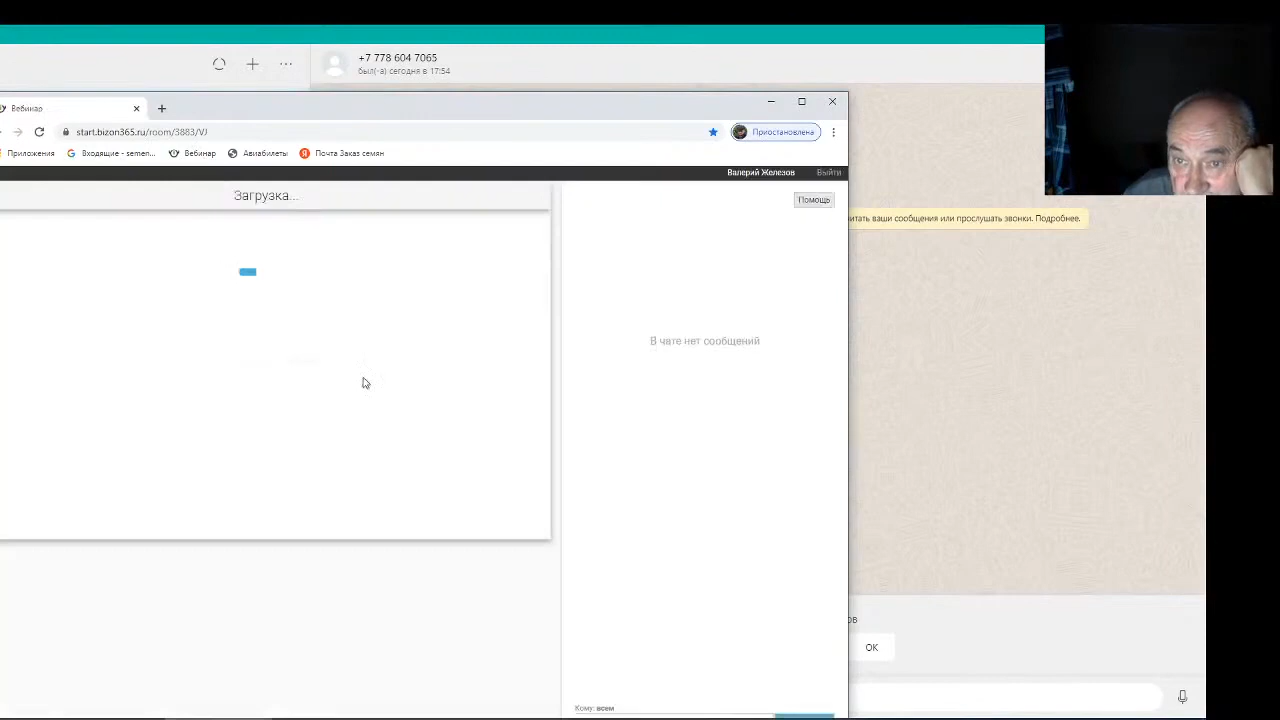 +7 778 604 7065
был(-а) сегодня в 17:54
Вебинар
start.bizon365.ru/room/3883/VJ
Приостановлена
Приложения
Входящие - semen...
Вебинар
Авиабилеты
Почта Заказ семян
Валерий Железов
Выйти
Загрузка...
Помощь
ваши сообщения или прослушать звонки. Подробнее.
В чате нет сообщений
ОК
Кому: всем